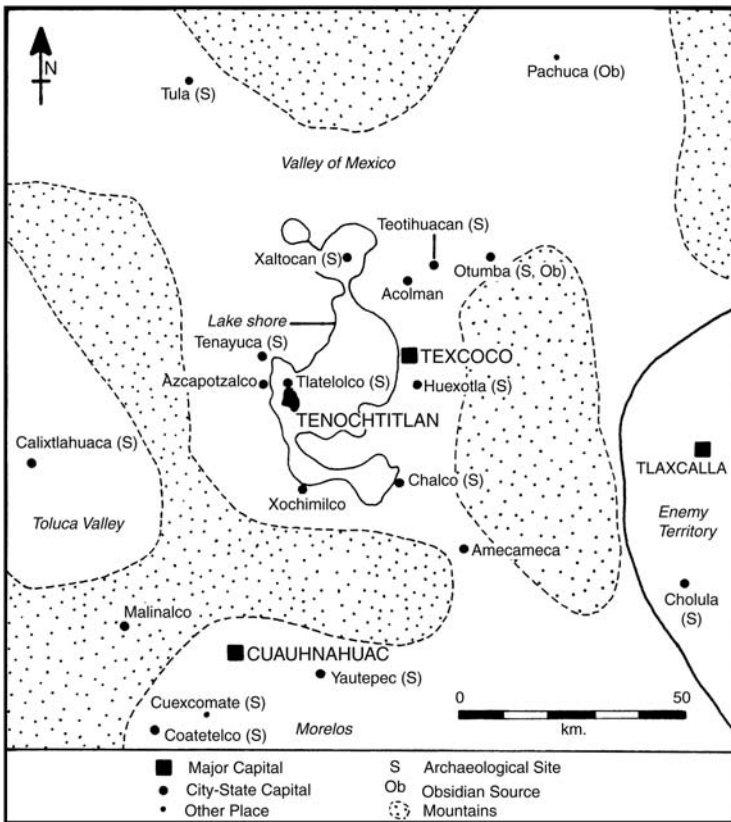 N
Tula (S)
Pachuca (Ob)
Valley of Mexico
Teotihuacan (S)
Xaltocan (S)
Otumba (S, Ob)
Acolman
Lake shore
Tenayuca (S)
TEXCOCO
Azcapotzalco
Tlatelolco (S)
Huexotla (S)
TENOCHTITLAN
Calixtlahuaca (S)
TLAXCALLA
Chalco (S)
Xochimilco
Toluca Valley
Enemy
Territory
Amecameca
Cholula
(S)
Malinalco
CUAUHNAHUAC
Yautepec (S)
Cuexcomate (S)
Coatetelco (S)
Morelos
0 50
km.
Major Capital
City-State Capital
Other Place
S Archaeological Site
Ob Obsidian Source
Mountains